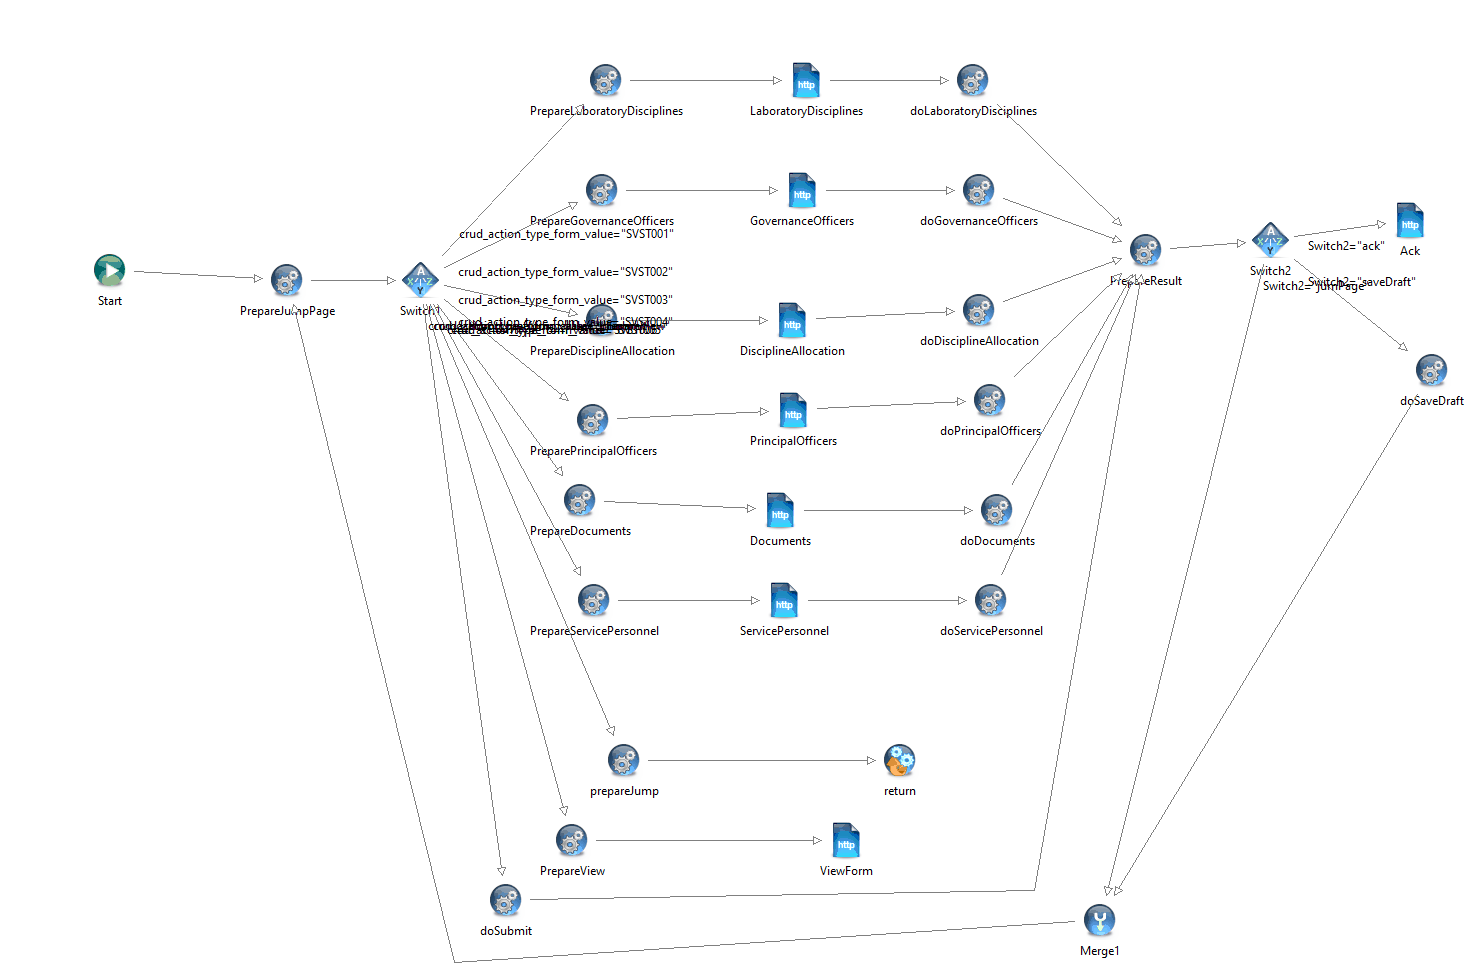 PrepareLaboratoryDisciplines
http
LaboratoryDisciplines
doLaboratoryDisciplines
PrepareGovernanceOfficers
http
GovernanceOfficers
doGovernanceOfficers
crud_action_type_form_value="SVST001"
crud_action_type_form_value="SVST002"
crud_action_type_form_value="SVST003"
crud_action_type_form_value="SVST004"
Start
PrepareJumpPage
A
X
Z
Y
Switch1
PrepareDisciplineAllocation
http
DisciplineAllocation
doDisciplineAllocation
PrepareResult
A
X
Z
Y
Switch2
Switch2="ack"
http
Ack
Switch2="saveDraft"
Switch2="jumpPage"
doSaveDraft
PreparePrincipalOfficers
http
PrincipalOfficers
doPrincipalOfficers
PrepareDocuments
http
Documents
doDocuments
PrepareServicePersonnel
http
ServicePersonnel
doServicePersonnel
prepareJump
return
PrepareView
http
ViewForm
doSubmit
Merge1